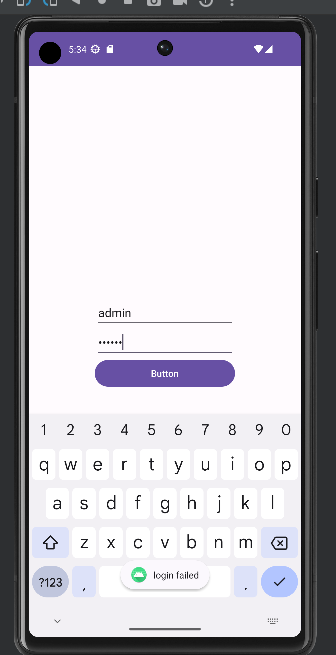 5:34
admin
••••••
Button
1 2 3 4 5 6 7 8 9 0
q w e r t y u i o p
a s d f g h j k l
z x c v b n m
?123 , login failed .